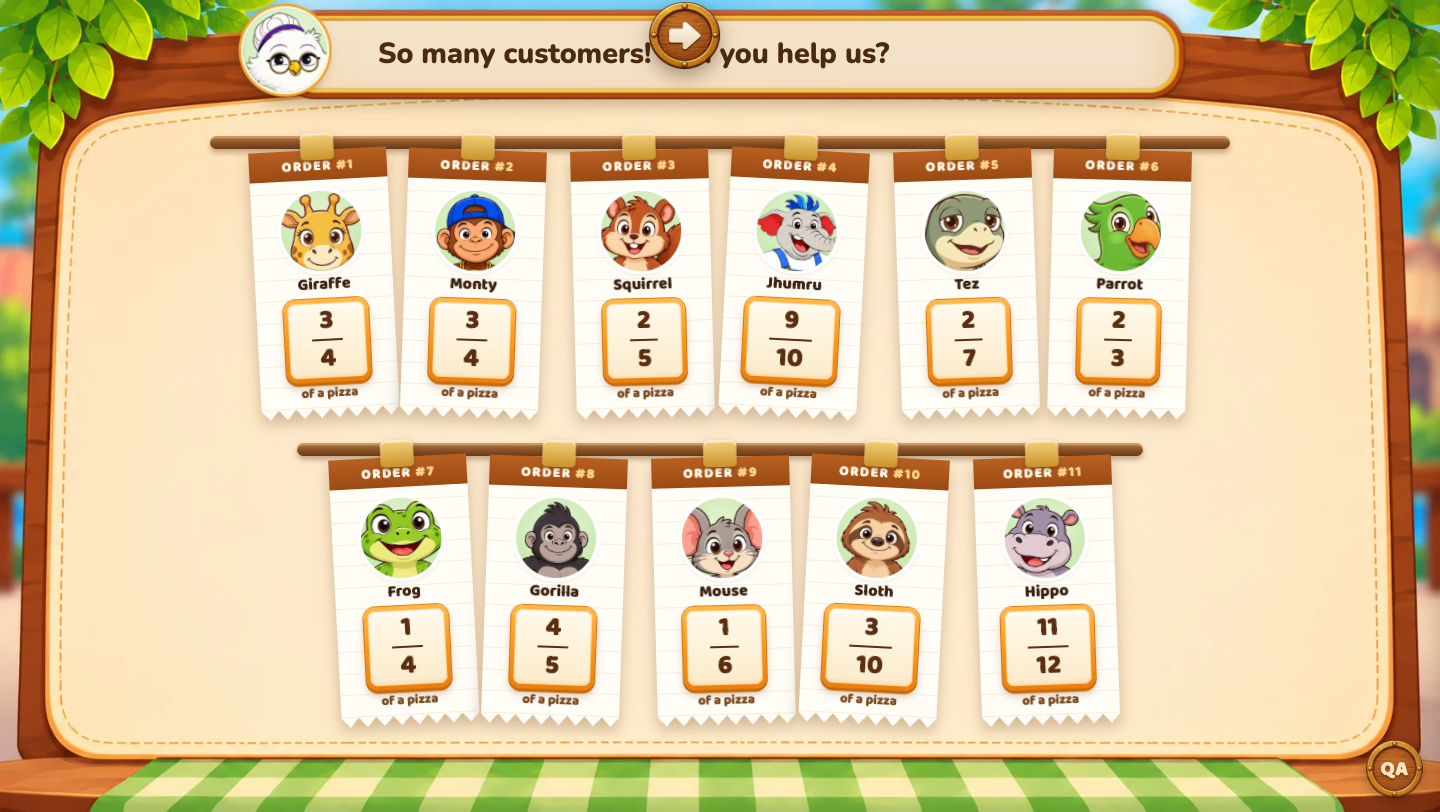 So many customers! you help us?
ORDER #1
Giraffe
3
4
of a pizza
ORDER #2
Monty
3
4
of a pizza
ORDER #3
Squirrel
2
5
of a pizza
ORDER #4
Jhumru
9
10
of a pizza
ORDER #5
Tez
2
7
of a pizza
ORDER #6
Parrot
2
3
of a pizza
ORDER #7
Frog
1
4
of a pizza
ORDER #8
Gorilla
4
5
of a pizza
ORDER #9
Mouse
1
6
of a pizza
ORDER #10
Sloth
3
10
of a pizza
ORDER #11
Hippo
11
12
of a pizza
QA